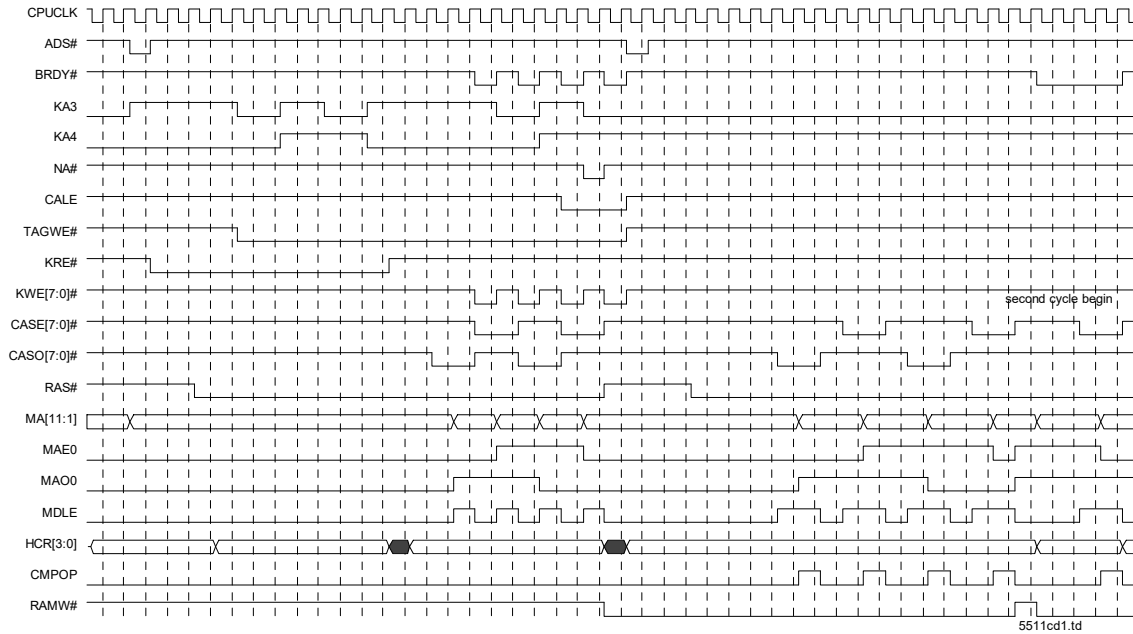 CPUCLK
ADS#
BRDY#
KA3
KA4
NA#
CALE
TAGWE#
KRE#
KWE[7:0]#
second cycle begin
CASE[7:0]#
CASO[7:0]#
RAS#
MA[11:1]
MAE0
MAO0
MDLE
HCR[3:0]
CMPOP
RAMW#
5511cd1.td